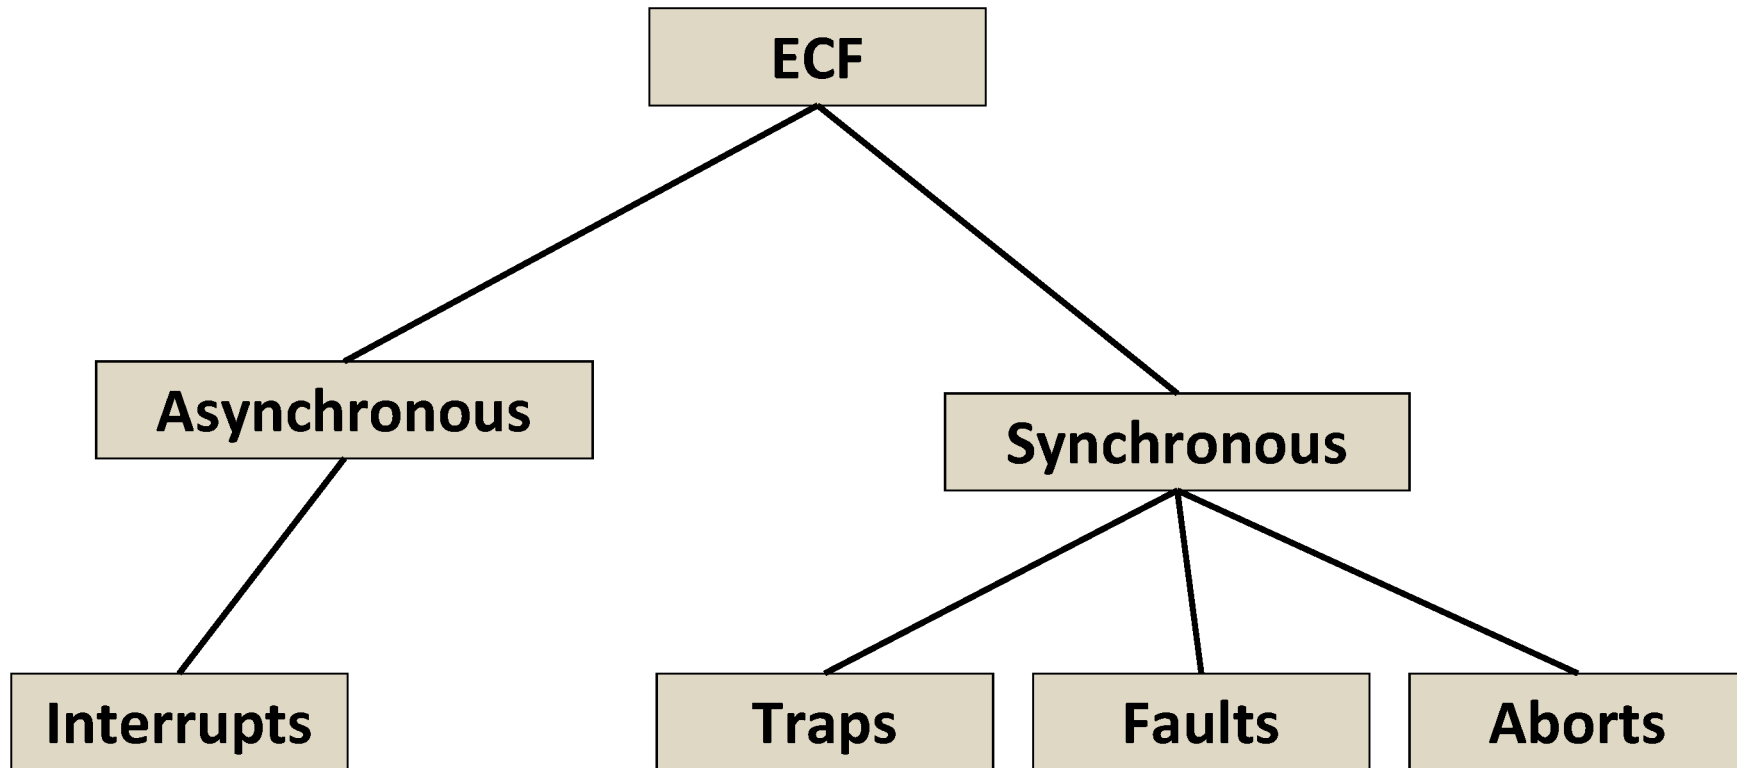 ECF
Asynchronous
Synchronous
Interrupts
Traps
Faults
Aborts